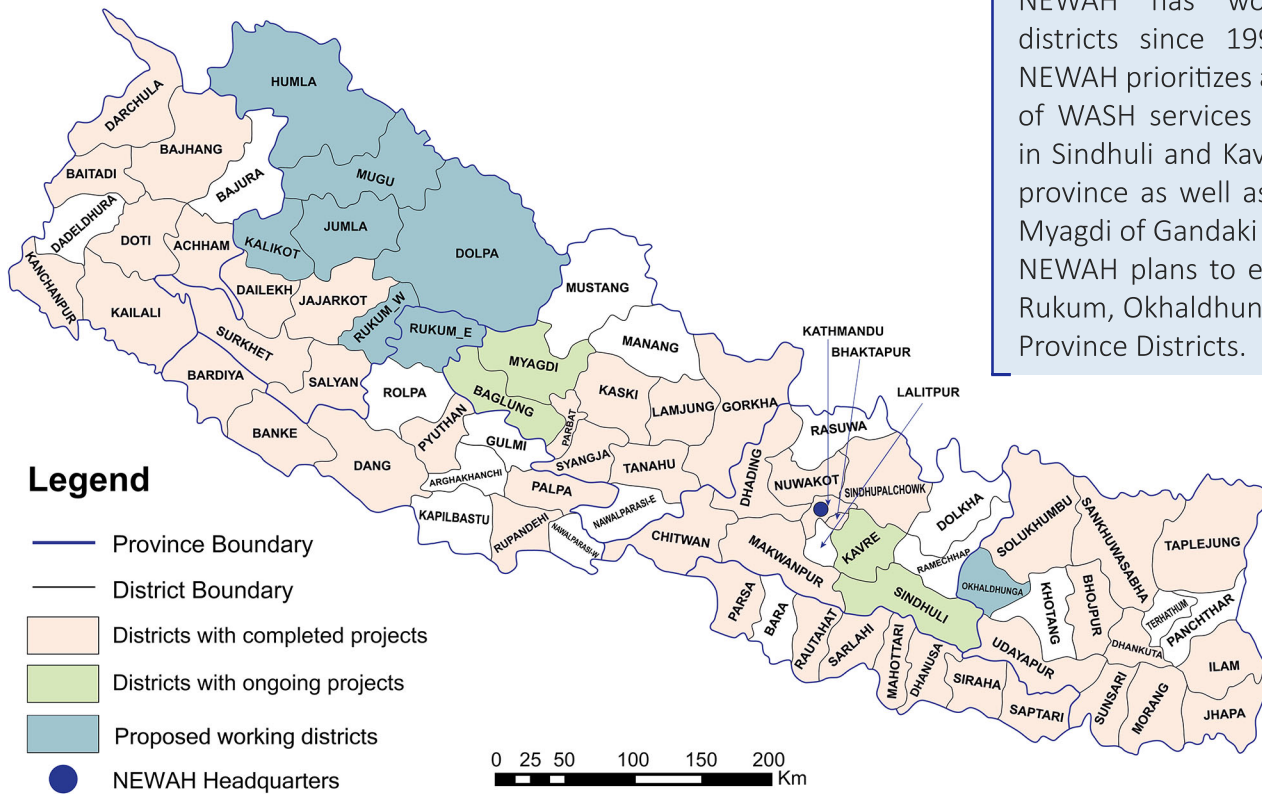 NEWAH has
districts since
NEWAH prioritizes
of WASH services
in Sindhuli and
province as well
Myagdi of Gandaki
NEWAH plans to
Rukum,
Province Districts.
HUMLA
DARCHULA
BAJHANG
BAITADI
BAJURA
MUGU
DADELDHURA
DOTI
ACHHAM
KALIKOT
JUMLA
DOLPA
KANCHANPUR
KAILALI
DAILEKH
JAJARKOT
MUSTANG
RUKUM_W
RUKUM_E
SURKHET
MYAGDI
MANANG
KATHMANDU
BHAKTAPUR
LALITPUR
BARDIYA
SALYAN
ROLPA
BAGLUNG
KASKI
LAMJUNG
GORKHA
PARBAT
BANKE
PYUTHAN
GULMI
RASUWA
DANG
ARGHAKHANCHI
SYANGJA
TANAHU
DHADING
NUWAKOT
SINDHUPALCHOWK
PALPA
KAPILBASTU
RUPANDEHI
NAWALPARASI-E
NAWALPARASI-W
CHITWAN
MAKWANPUR
KAVRE
DOLKHA
RAMECHHAP
SOLUKHUMBU
SANKHUWASABHA
TAPLEJUNG
SINDHULI
OKHALDHUNGA
KHOTANG
BHOJPUR
TERHATHUM
PANCHTHAR
PARSA
BARA
RAUTAHAT
SARLAHI
MAHOTTARI
DHANUSA
UDAYAPUR
DHANKUTA
ILAM
SIRAHA
SAPTARI
SUNSARI
MORANG
JHAPA
Legend
Province Boundary
District Boundary
Districts with completed projects
Districts with ongoing projects
Proposed working districts
NEWAH Headquarters
0 25 50 100 150 200
Km